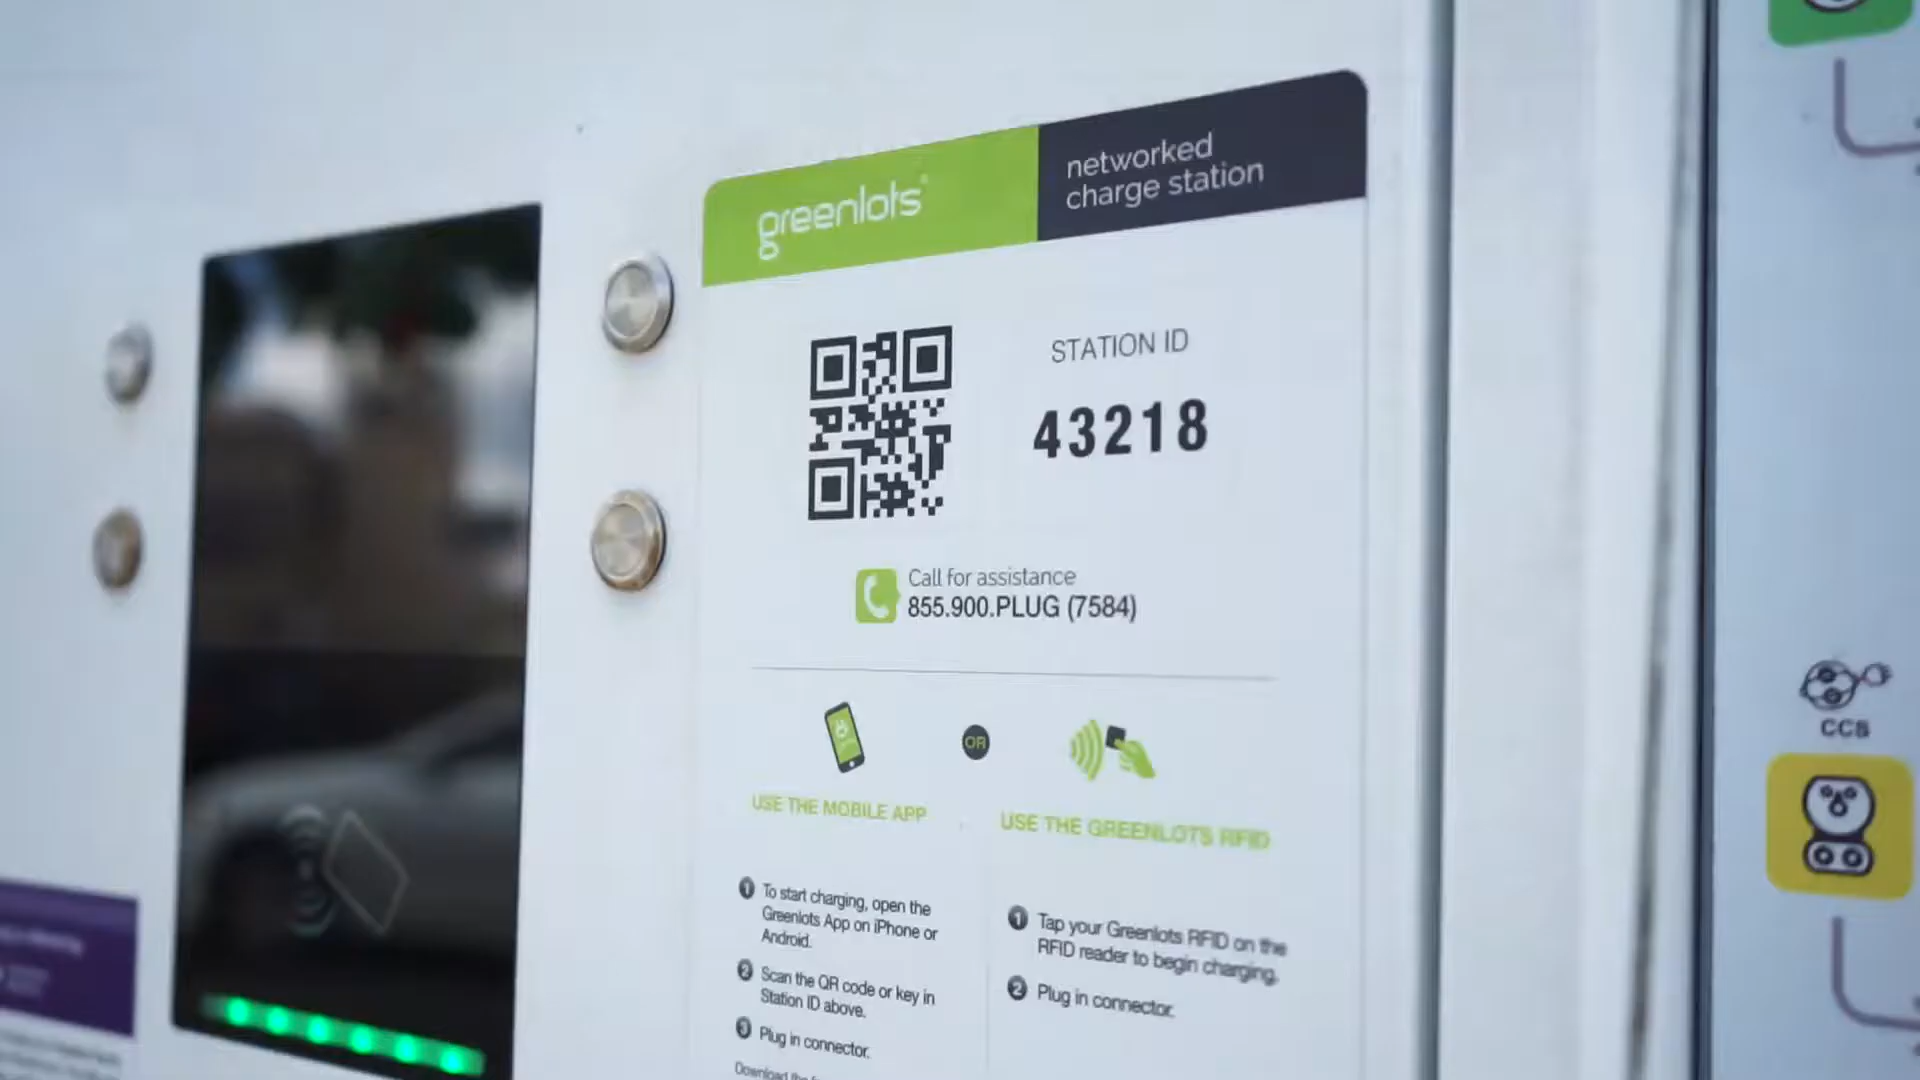 greenlots
networked
charge station
STATION ID
43218
Call for assistance
855.900.PLUG (7584)
OR
USE THE MOBILE APP
USE THE GREENLOTS RFID
1 To start charging, open the
Greenlots App on iPhone or
Android.
2 Scan the QR code or key in
Station ID above.
3 Plug in connector.
Download the
1 Tap your Greenlots RFID on the
RFID reader to begin charging.
2 Plug in connector.
CCS